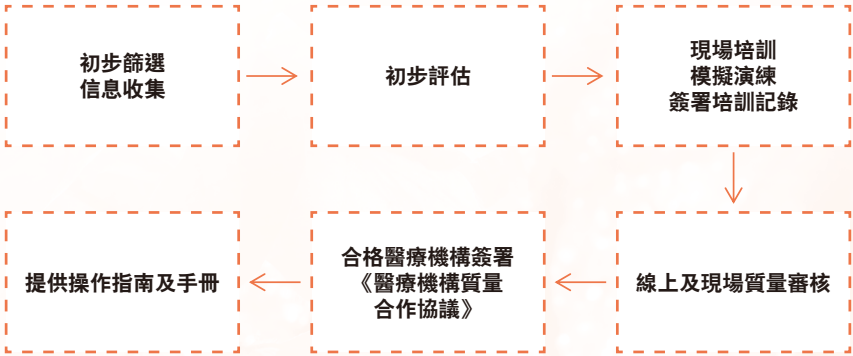 初步篩選
信息收集
初步評估
現場培訓
模擬演練
簽署培訓記錄
線上及現場質量審核
合格醫療機構簽署
《醫療機構質量
合作協議》
提供操作指南及手冊